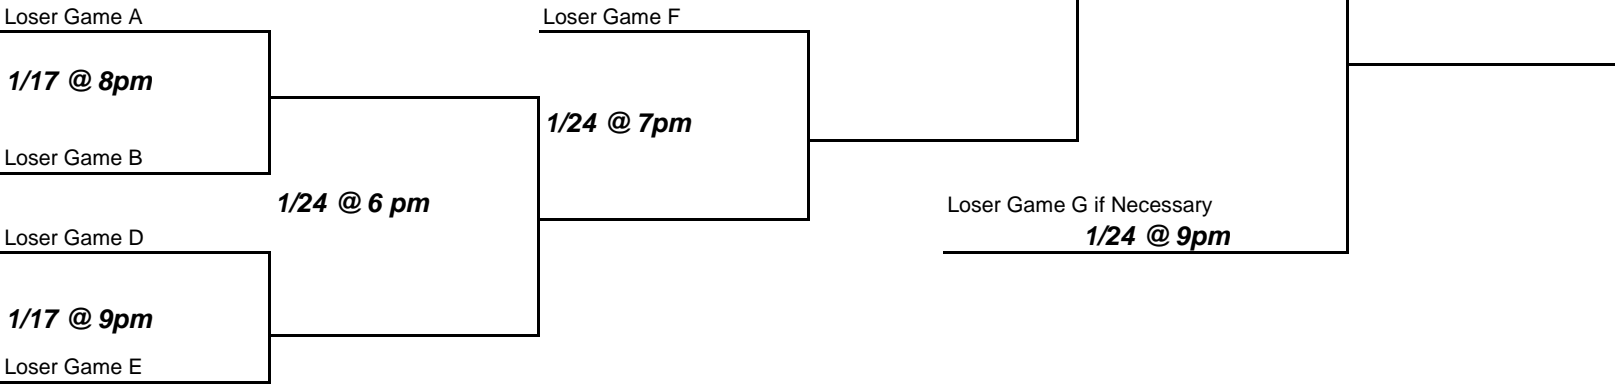 Loser Game A
Loser Game F
1/17 @ 8pm
1/24 @ 7pm
Loser Game B
1/24 @ 6 pm
Loser Game G if Necessary
Loser Game D
1/24 @ 9pm
1/17 @ 9pm
Loser Game E